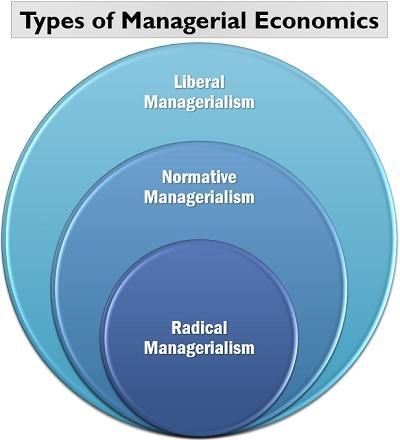 Types of Managerial Economics
Liberal
Managerialism
Normative
Managerialism
Radical
Managerialism